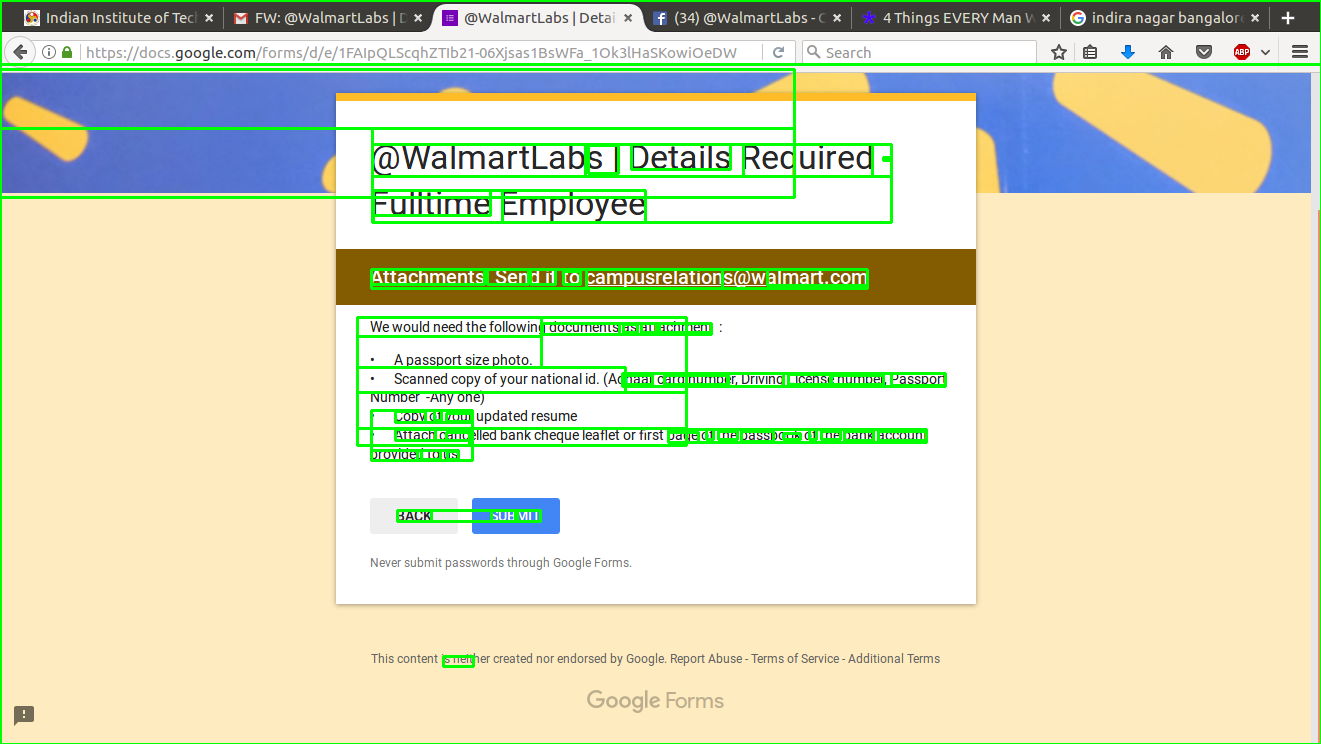 Indian Institute of Tec
FW: @WalmartLabs | D
@WalmartLabs | Detai
(34) @WalmartLabs - C
4 Things EVERY Man W
indira nagar bangalore
https://docs.google.com/forms/d/e/1FAIpQLScqhZTIb21-06Xjsas1BsWFa_1Ok3lHaSKowiOeDW
Search
ABP
@WalmartLabs | Details Required -
Fulltime Employee
Attachments Send it to campusrelations@walmart.com
We would need the following documents as attachment :
• A passport size photo.
• Scanned copy of your national id. (Adhaar card number, Driving License number, Passport
Number -Any one)
• Copy of your updated resume
• Attach cancelled bank cheque leaflet or first page of the passbook of the bank account
provided to us.
BACK SUBMIT
Never submit passwords through Google Forms.
This content is neither created nor endorsed by Google. Report Abuse - Terms of Service - Additional Terms
Google Forms